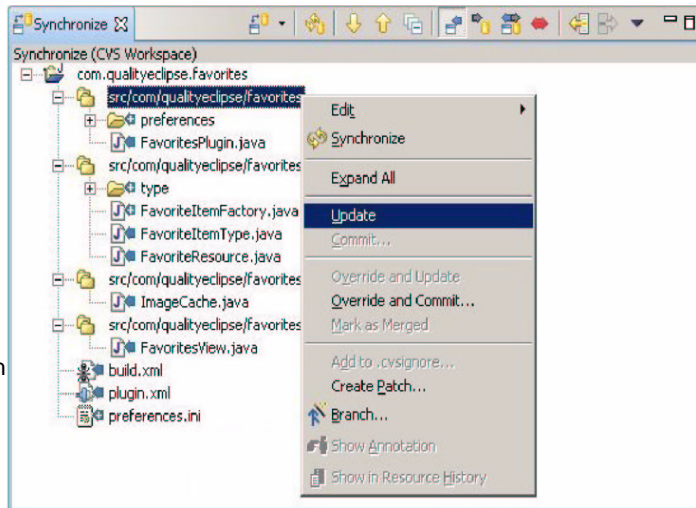 Synchronize
Synchronize (CVS Workspace)
com.qualityeclipse.favorites
src/com/qualityeclipse/favorites
preferences
FavoritesPlugin.java
src/com/qualityeclipse/favorites
type
FavoriteItemFactory.java
FavoriteItemType.java
FavoriteResource.java
src/com/qualityeclipse/favorites
ImageCache.java
src/com/qualityeclipse/favorites
FavoritesView.java
build.xml
plugin.xml
preferences.ini
Edit
Synchronize
Expand All
Update
Commit...
Override and Update
Override and Commit...
Mark as Merged
Add to .cvsignore...
Create Patch...
Branch...
Show Annotation
Show in Resource History